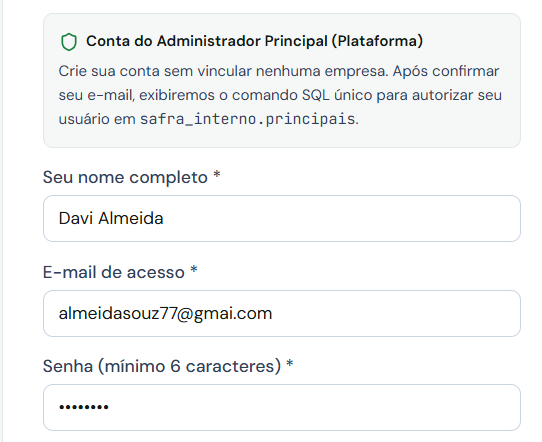 Conta do Administrador Principal (Plataforma)
Crie sua conta sem vincular nenhuma empresa. Após confirmar
seu e-mail, exibiremos o comando SQL único para autorizar seu
usuário em safra_interno.principais.
Seu nome completo *
Davi Almeida
E-mail de acesso *
almeidasouz77@gmai.com
Senha (mínimo 6 caracteres) *
••••••••